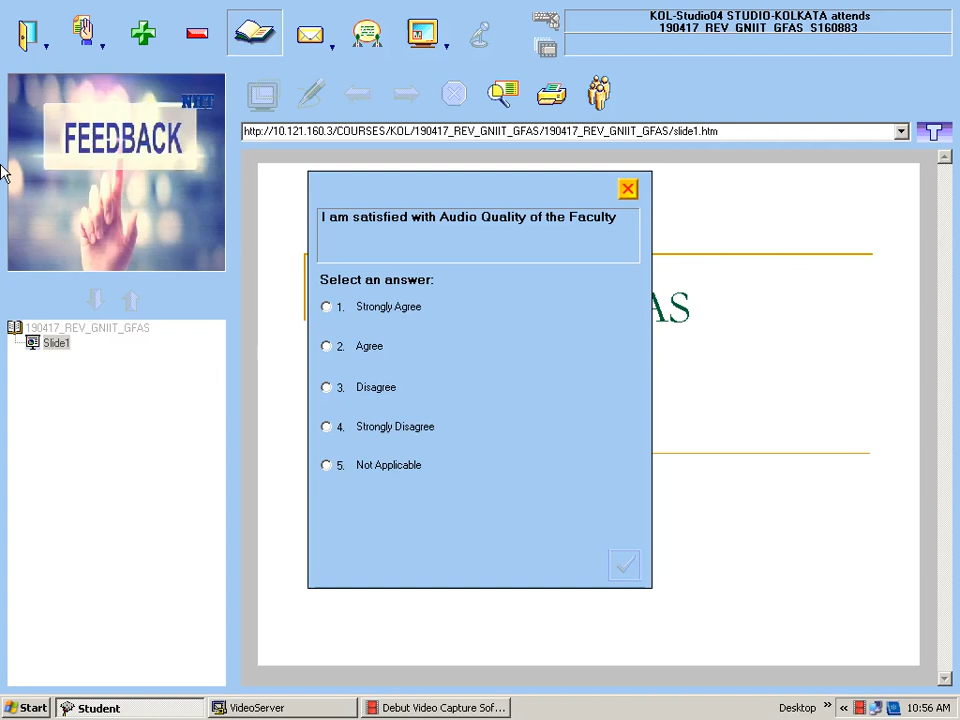 KOL-Studio04 STUDIO-KOLKATA attends
190417_REV_GNIIT_GFAS_S160883
NIIT
FEEDBACK
http://10.121.160.3/COURSES/KOL/190417_REV_GNIIT_GFAS/190417_REV_GNIIT_GFAS/slide1.htm
T
I am satisfied with Audio Quality of the Faculty
Select an answer:
1. Strongly Agree
2. Agree
3. Disagree
4. Strongly Disagree
5. Not Applicable
AS
190417_REV_GNIIT_GFAS
Slide1
Start
Student
VideoServer
Debut Video Capture Sof...
Desktop
»
«
10:56 AM